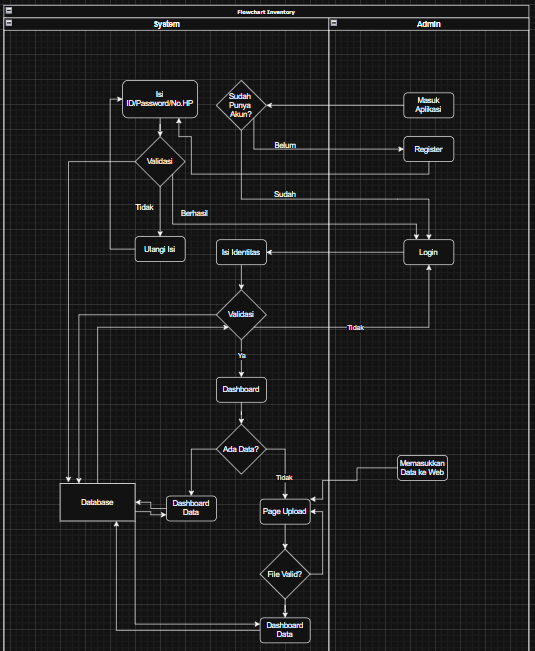 Flowchart Inventory
System
Admin
Isi
ID/Password/No.HP
Sudah
Punya
Akun?
Masuk
Aplikasi
Belum
Register
Validasi
Sudah
Tidak
Berhasil
Ulangi Isi
Isi Identitas
Login
Validasi
Tidak
Ya
Dashboard
Ada Data?
Tidak
Memasukkan
Data ke Web
Database
Dashboard
Data
Page Upload
File Valid?
Dashboard
Data